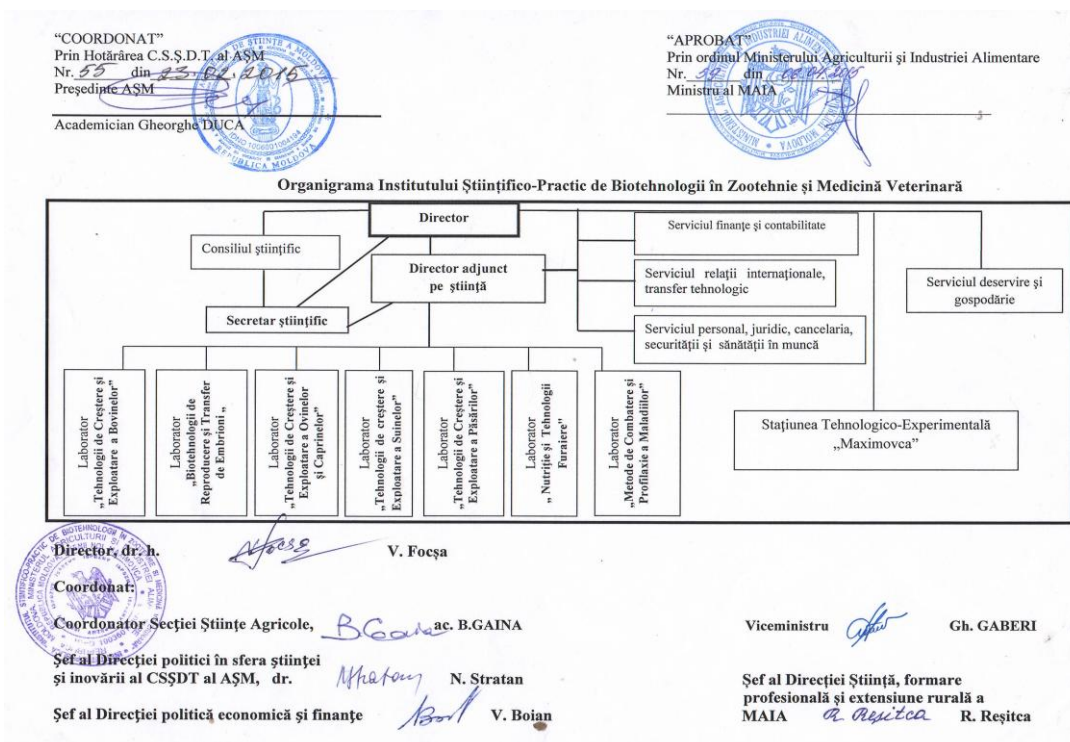 “COORDONAT”
Prin Hotărârea C.S.Ş.D.T. al AŞM
Nr. 55 din 23.02.2015
Preşedinte AŞM
Academician Gheorghe DUCA
REPUBLICA MOLDOVA
“APROBAT”
Prin ordinul Ministerului Agriculturii şi Industriei Alimentare
Nr. din
Ministru al MAIA
Organigrama Institutului Științifico-Practic de Biotehnologii în Zootehnie și Medicină Veterinară
Director
Consiliul ştiinţific
Director adjunct
pe ştiinţă
Secretar ştiinţific
Serviciul finanţe şi contabilitate
Serviciul relaţii internaţionale,
transfer tehnologic
Serviciul personal, juridic, cancelaria,
securităţii şi sănătăţii în muncă
Serviciul deservire şi
gospodărie
Laborator
„Tehnologii de Creştere şi
Exploatare a Bovinelor”
Laborator
„Biotehnologii de
Reproducere şi Transfer
de Embrioni „
Laborator
„Tehnologii de Creştere şi
Exploatare a Ovinelor
şi Caprinelor”
Laborator
„Tehnologii de creştere şi
Exploatare a Suinelor”
Laborator
„Tehnologii de Creştere şi
Exploatare a Păsărilor”
Laborator
„ Nutriţie şi Tehnologii
Furaiere”
Laborator
„Metode de Combatere şi
Profilaxie a Maladiilor”
Staţiunea Tehnologico-Experimentală
„Maximovca”
Director, dr. h. V. Focşa
Coordonat:
Coordonator Secţiei Ştiinţe Agricole, ac. B.GAINA
Şef al Direcţiei politici în sfera ştiinţei
şi inovării al CSŞDT al AŞM, dr. N. Stratan
Şef al Direcţiei politică economică şi finanţe V. Boian
Viceministru Gh. GABERI
Şef al Direcţiei Ştiinţă, formare
profesională şi extensiune rurală a
MAIA R. Reşitca R. Reşitca